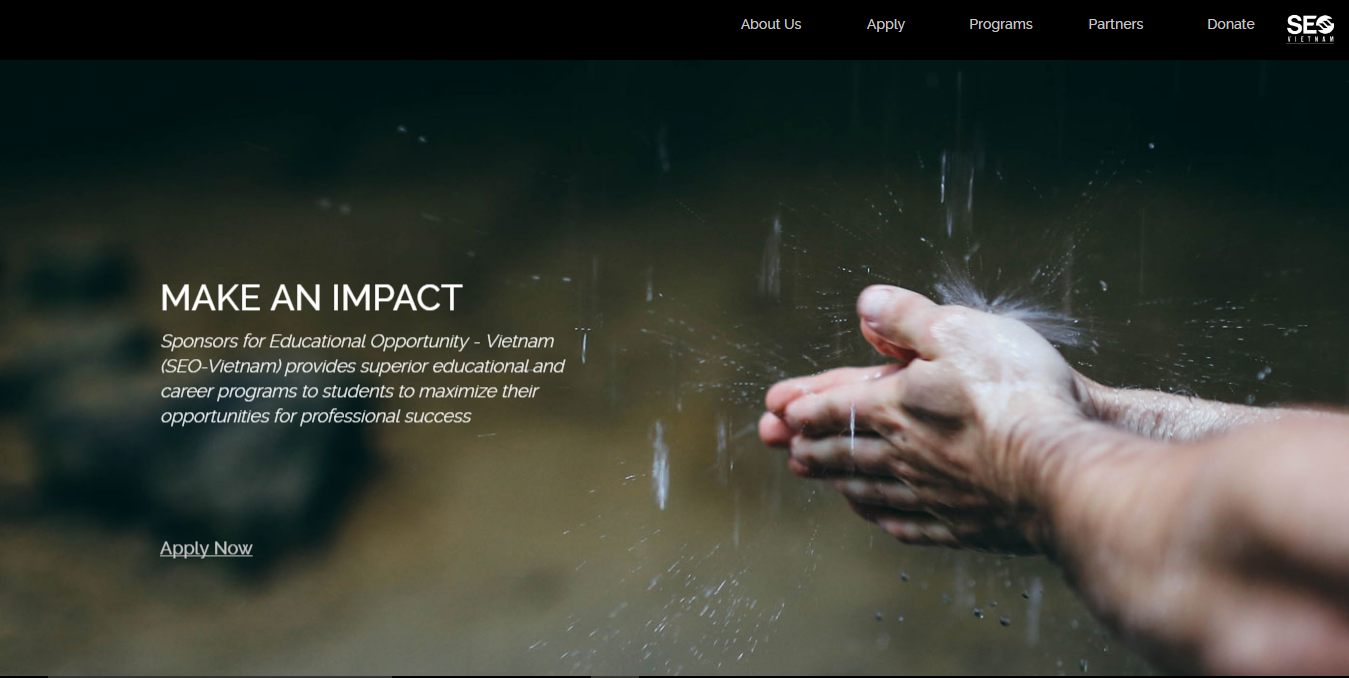 About Us
Apply
Programs
Partners
Donate
SEO
VIETNAM
MAKE AN IMPACT
Sponsors for Educational Opportunity - Vietnam
(SEO-Vietnam) provides superior educational and
career programs to students to maximize their
opportunities for professional success
Apply Now